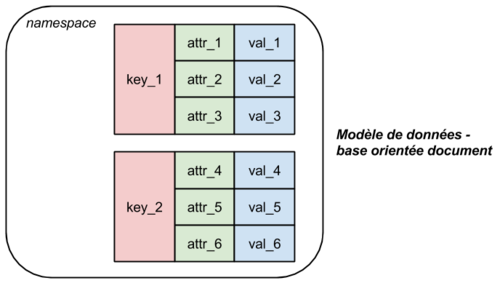 namespace
key_1
attr_1 val_1
attr_2 val_2
attr_3 val_3
key_2
attr_4 val_4
attr_5 val_5
attr_6 val_6
Modèle de données -
base orientée document